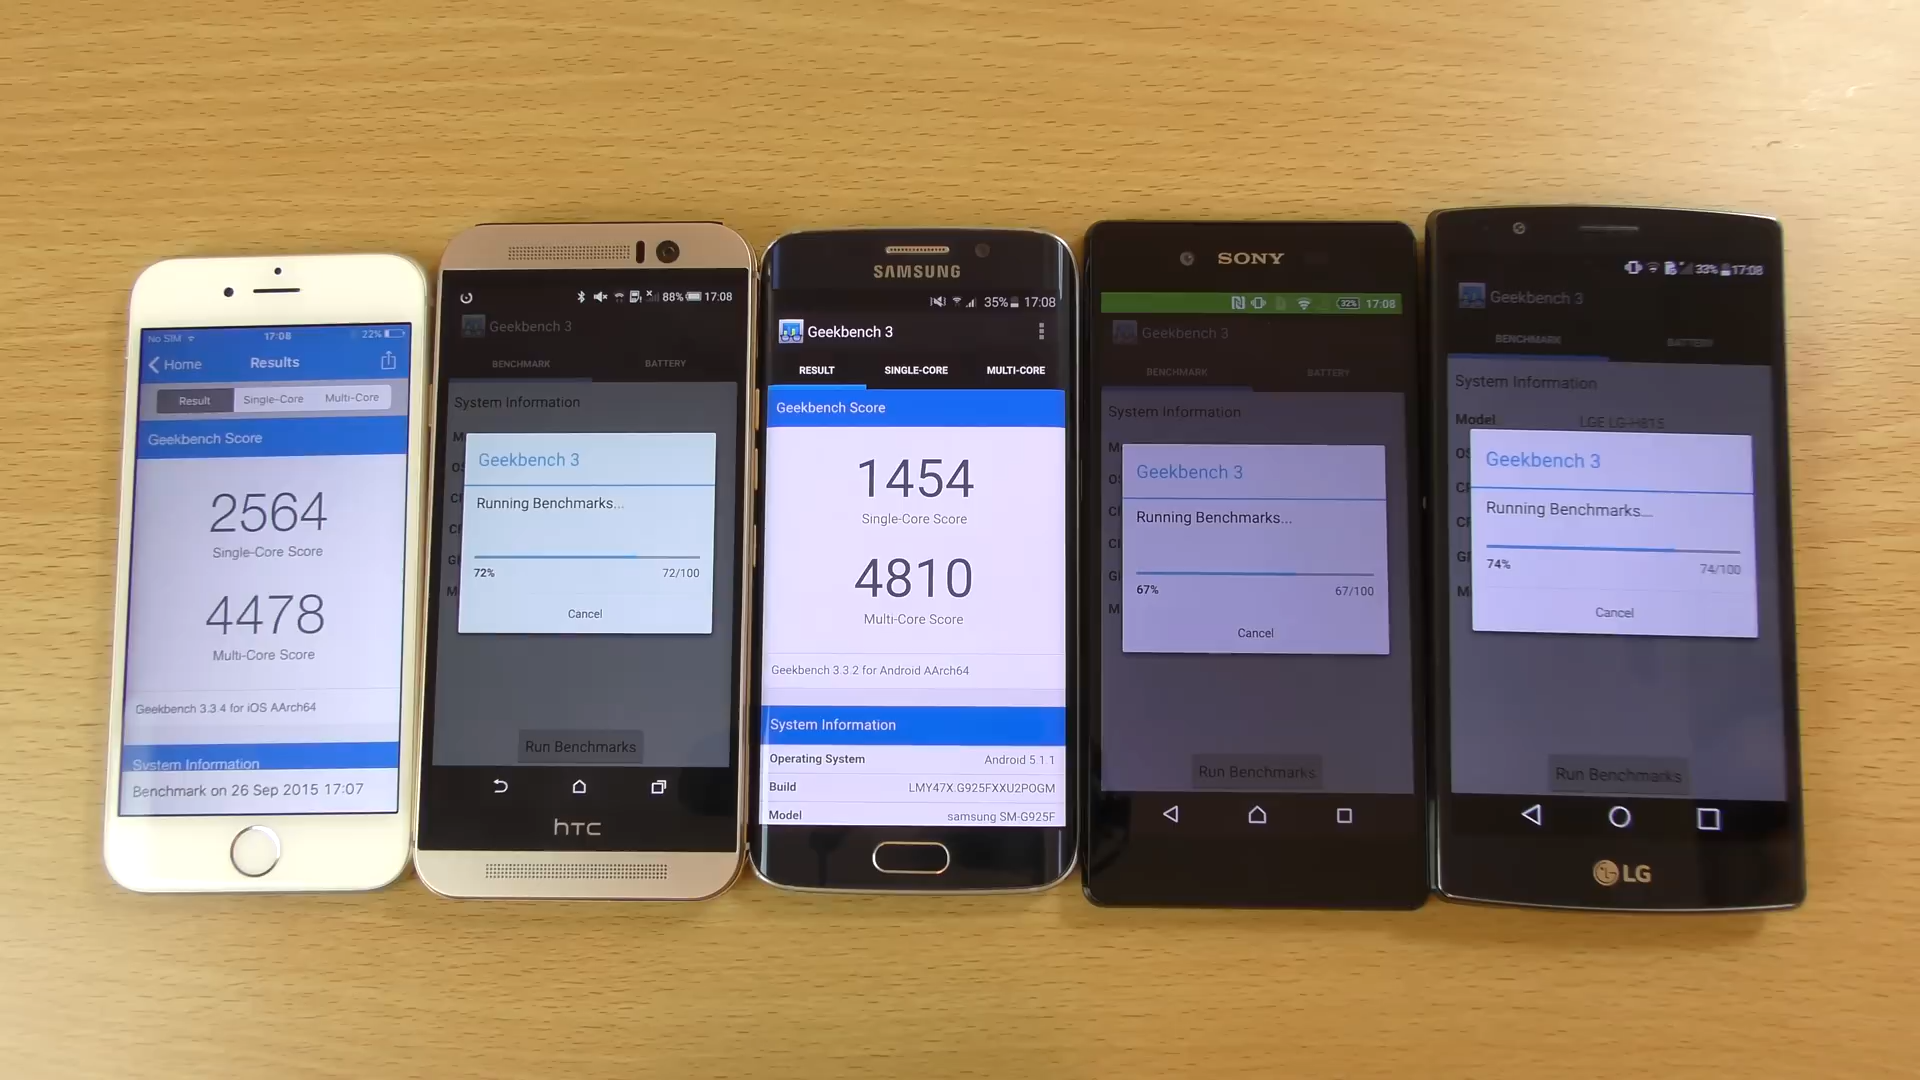 No SIM
17:08
22%
Home
Results
Result
Single-Core
Multi-Core
Geekbench Score
2564
Single-Core Score
4478
Multi-Core Score
Geekbench 3.3.4 for iOS AArch64
System Information
Benchmark on 26 Sep 2015 17:07
88%
17:08
Geekbench 3
BENCHMARK
BATTERY
System Information
Geekbench 3
Running Benchmarks...
72%
72/100
Cancel
Run Benchmarks
hTC
SAMSUNG
35%
17:08
Geekbench 3
RESULT
SINGLE-CORE
MULTI-CORE
Geekbench Score
1454
Single-Core Score
4810
Multi-Core Score
Geekbench 3.3.2 for Android AArch64
System Information
Operating System
Android 5.1.1
Build
LMY47X.G925FXXU2POGM
Model
samsung SM-G925F
SONY
32%
17:08
Geekbench 3
BENCHMARK
BATTERY
System Information
Geekbench 3
Running Benchmarks...
67%
67/100
Cancel
Run Benchmarks
33%
17:08
Geekbench 3
BENCHMARK
BATTERY
System Information
Model
LGE LG-H815
Geekbench 3
Running Benchmarks...
74%
74/100
Cancel
Run Benchmarks
LG